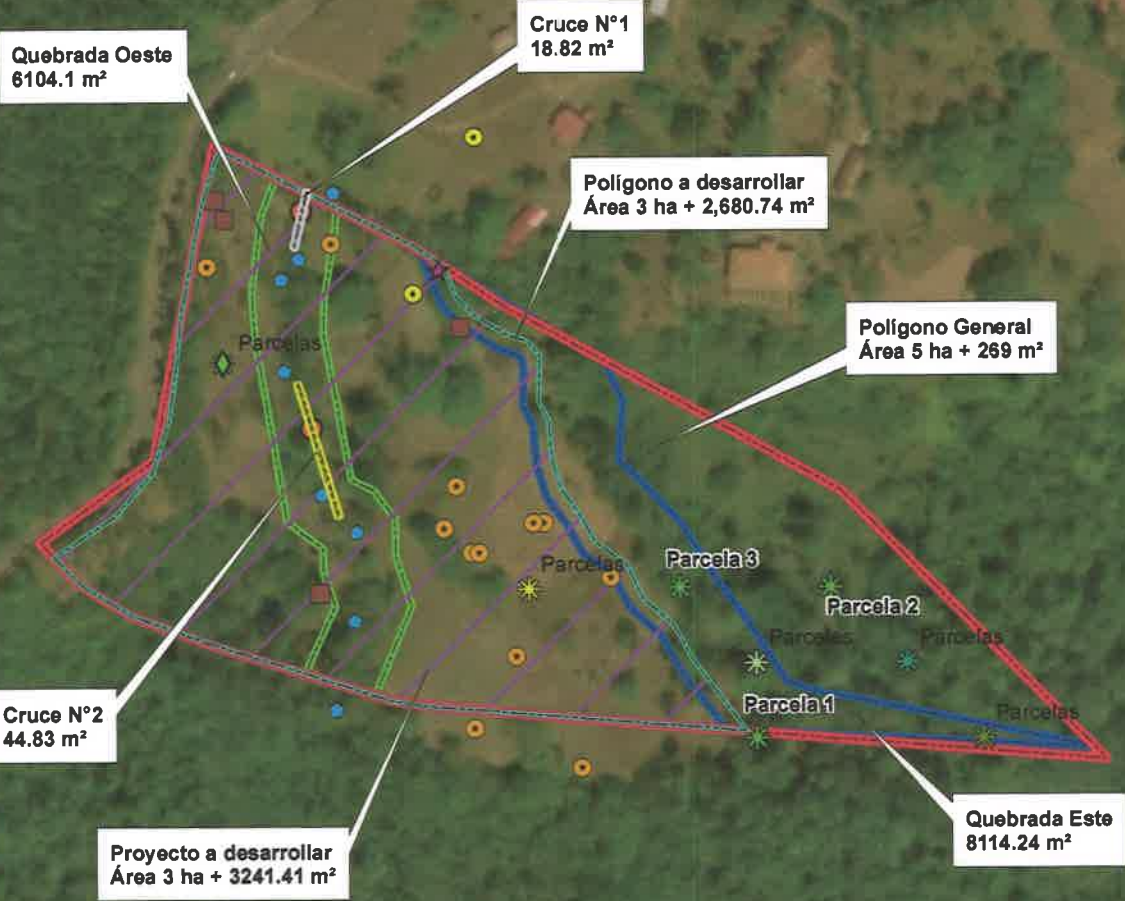 Cruce N°1
18.82 m²
Quebrada Oeste
6104.1 m²
Polígono a desarrollar
Área 3 ha + 2,680.74 m²
Polígono General
Área 5 ha + 269 m²
Parcelas
Parcelas
Parcela 3
Parcela 2
Parcelas
Parcelas
Parcela 1
Parcelas
Cruce N°2
44.83 m²
Quebrada Este
8114.24 m²
Proyecto a desarrollar
Área 3 ha + 3241.41 m²